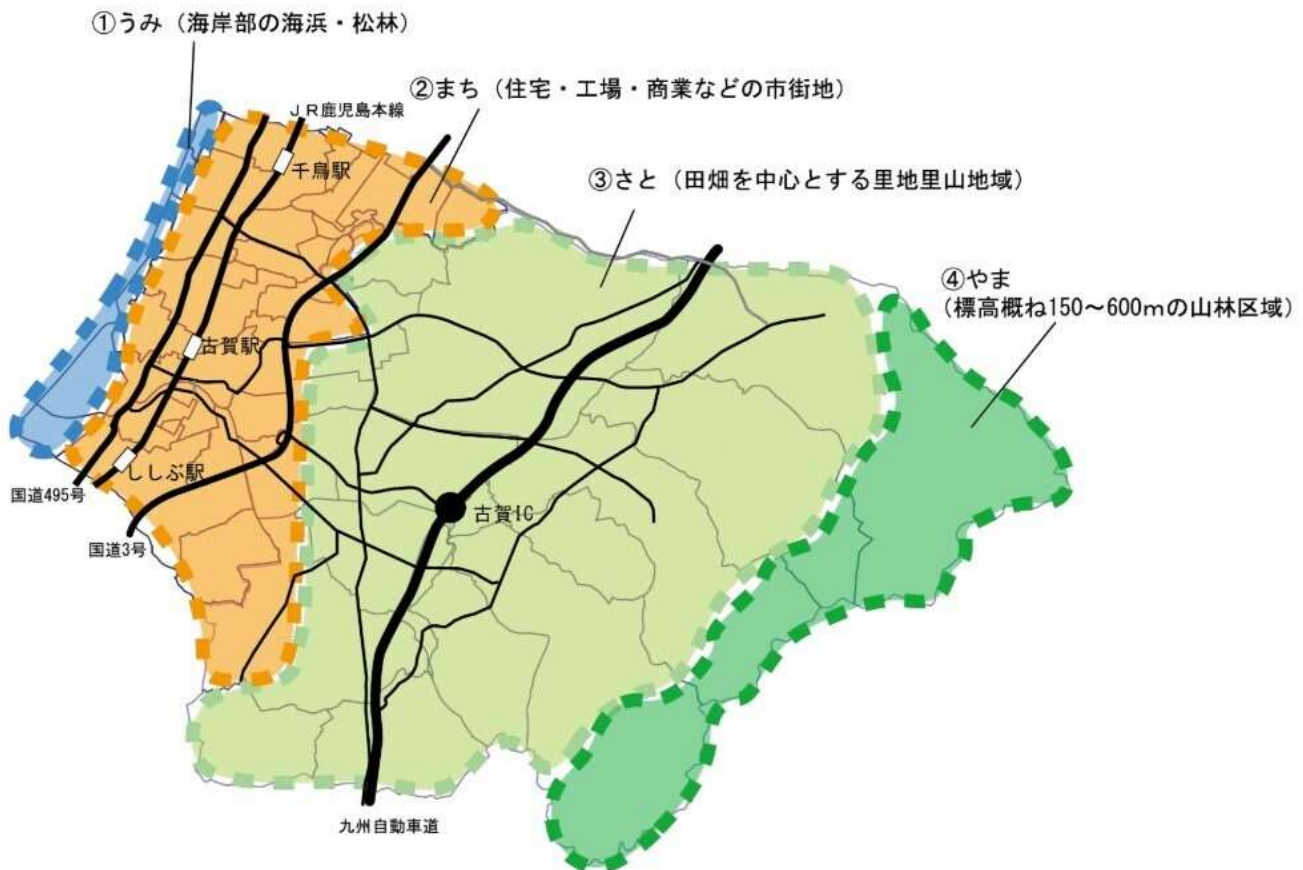 ①うみ（海岸部の海浜・松林）
②まち（住宅・工場・商業などの市街地）
ＪＲ鹿児島本線
千鳥駅
③さと（田畑を中心とする里地里山地域）
④やま
（標高概ね150～600ｍの山林区域）
古賀駅
ししぶ駅
国道495号
古賀IC
国道3号
九州自動車道